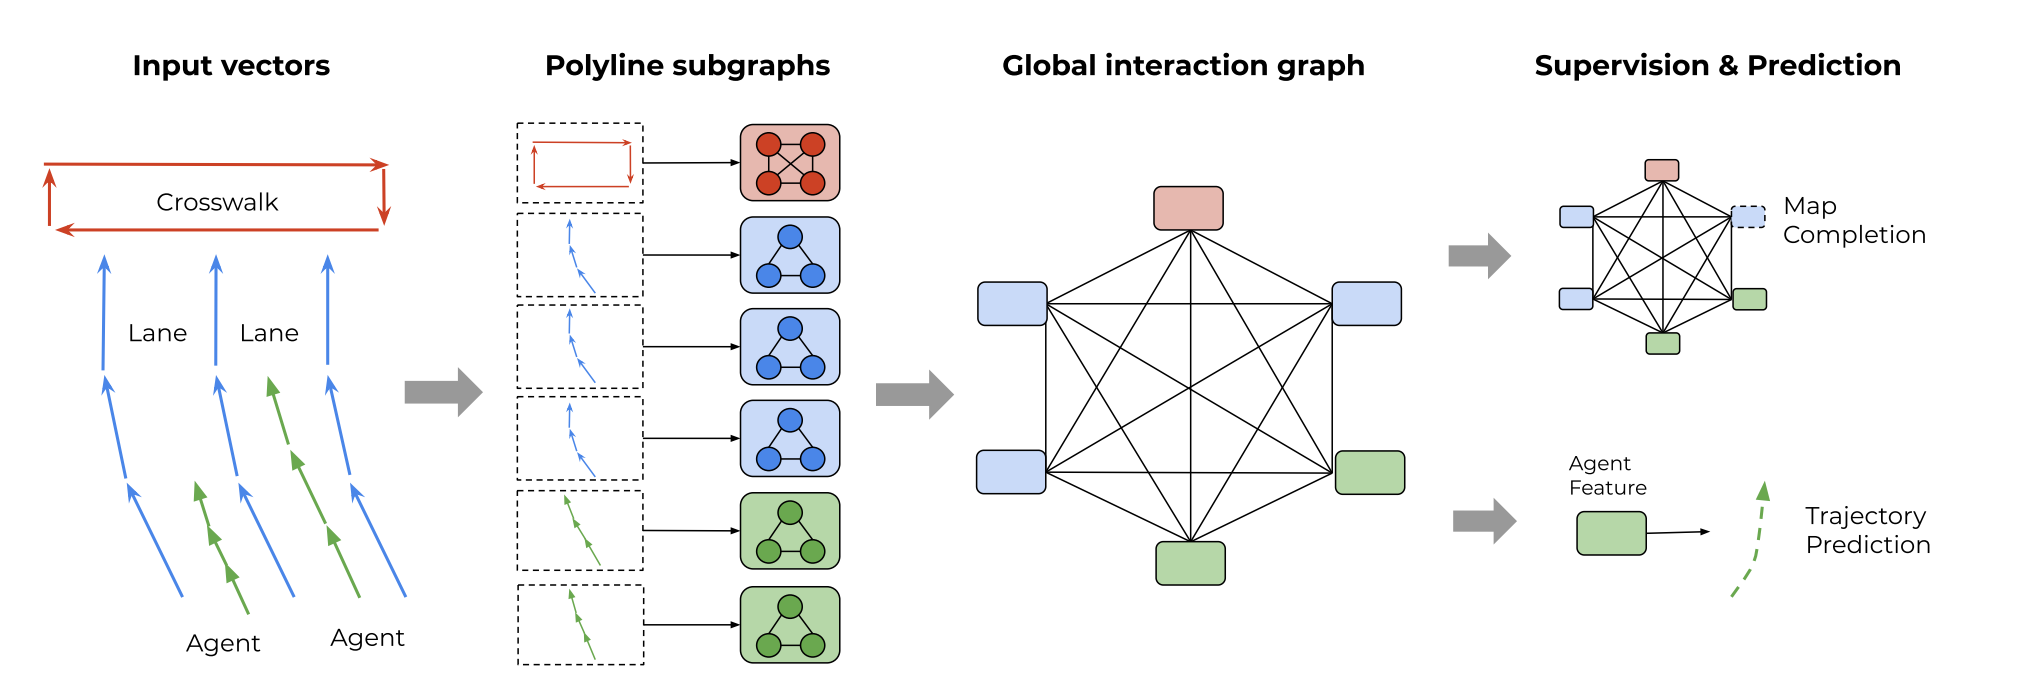 Input vectors
Polyline subgraphs
Global interaction graph
Supervision & Prediction
Crosswalk
Lane
Lane
Agent
Agent
Map
Completion
Agent
Feature
Trajectory
Prediction